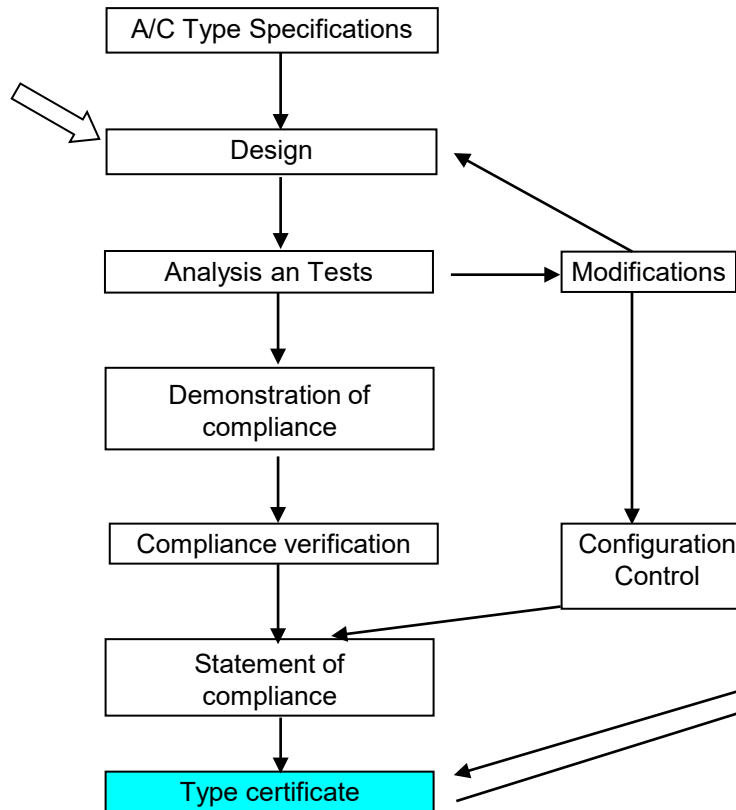 A/C Type Specifications
Design
Analysis an Tests
Modifications
Demonstration of
compliance
Compliance verification
Configuration
Control
Statement of
compliance
Type certificate